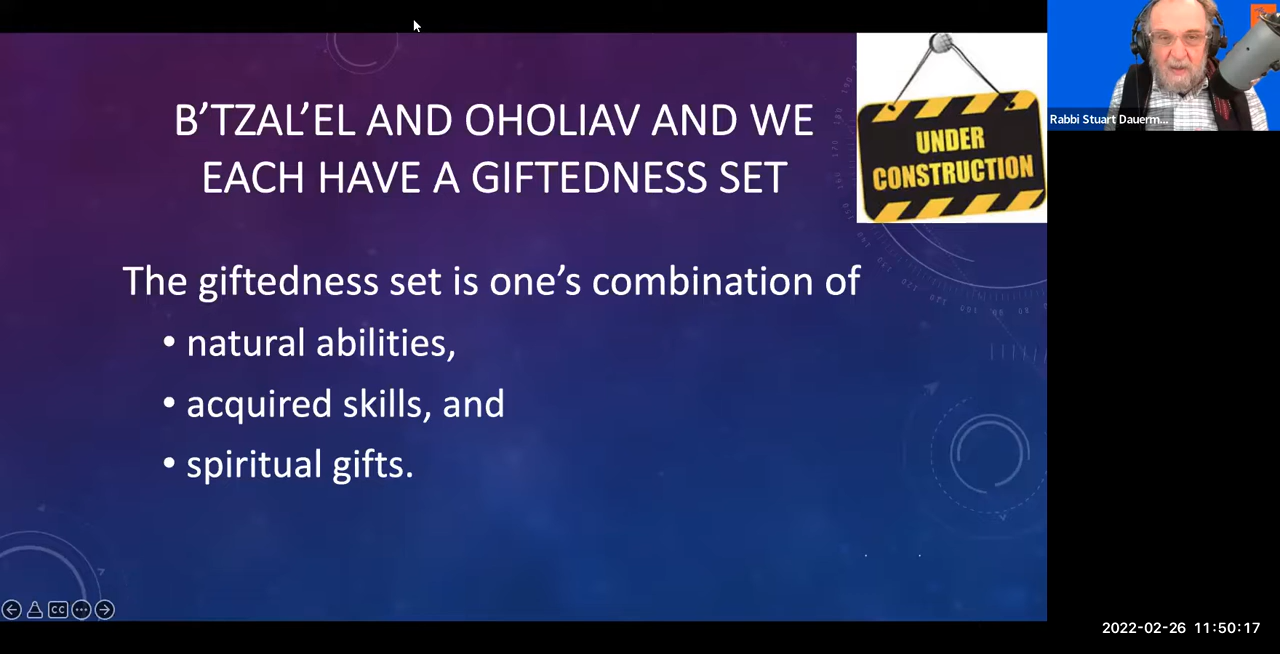 B'TZAL'EL AND OHOLIAV AND WE
EACH HAVE A GIFTEDNESS SET
UNDER
CONSTRUCTION
Rabbi Stuart Dauerm...
The giftedness set is one's combination of
• natural abilities,
• acquired skills, and
• spiritual gifts.
CC
2022-02-26 11:50:17